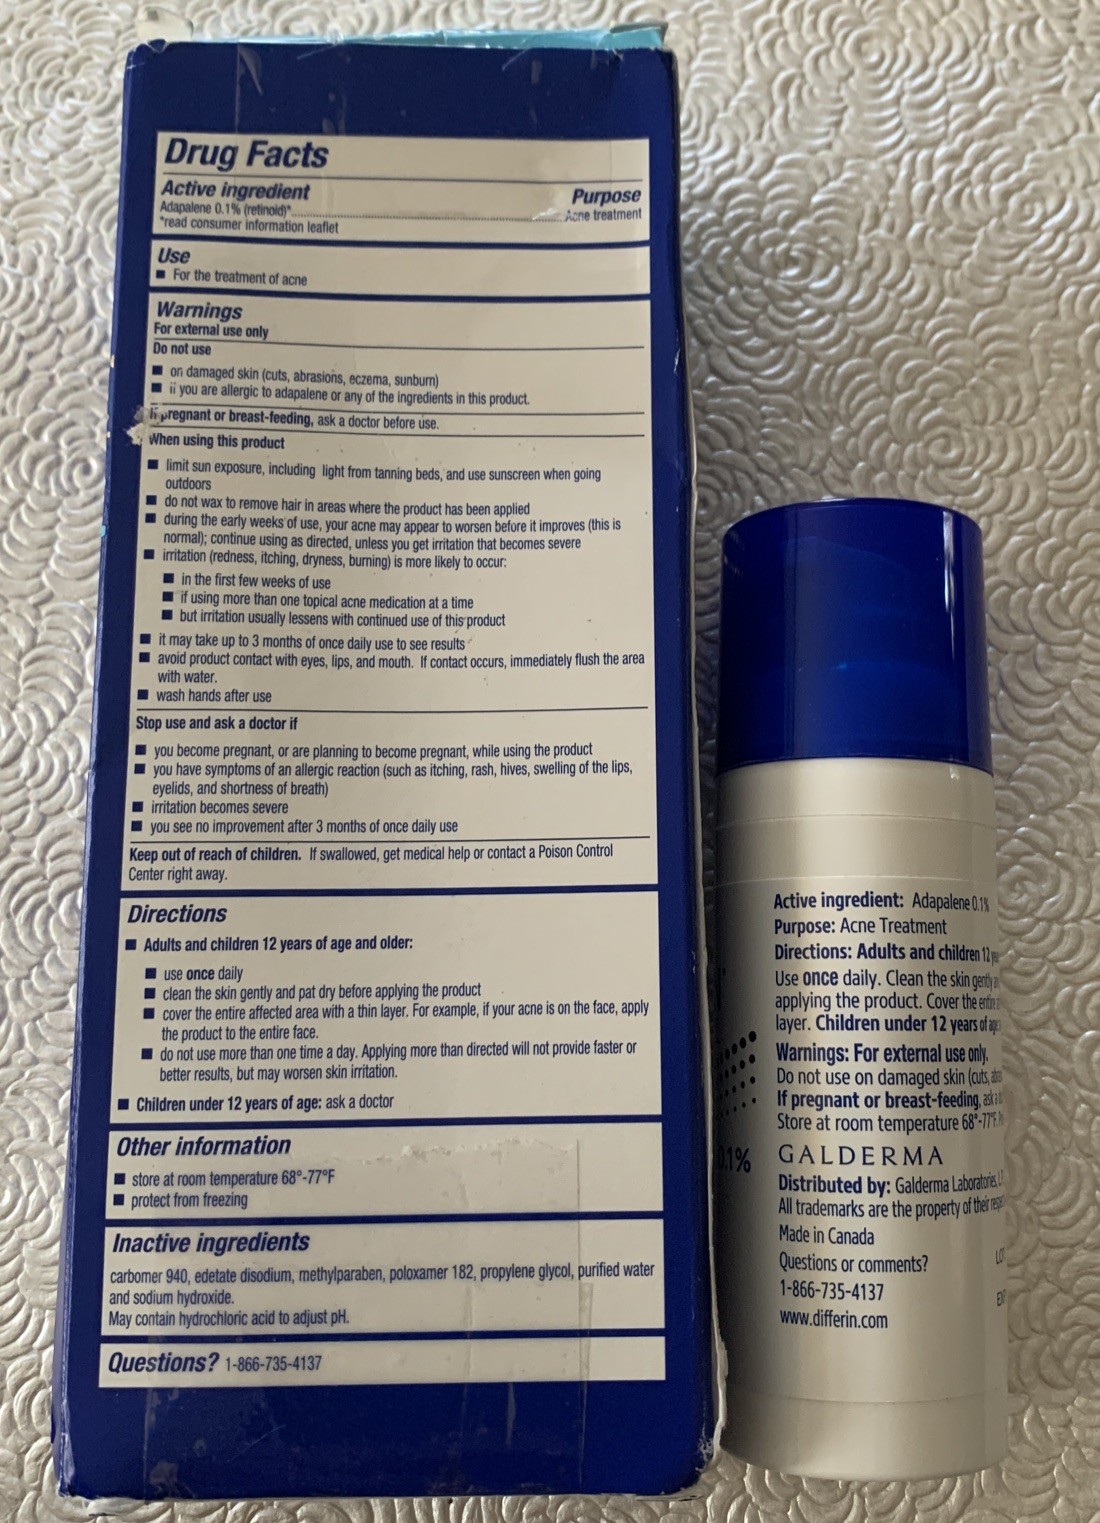 Drug Facts
Active ingredient Purpose
Adapalene 0.1% (retinoid)*.......................Acne treatment
*read consumer information leaflet
Use
■ For the treatment of acne
Warnings
For external use only
Do not use
■ on damaged skin (cuts, abrasions, eczema, sunburn)
■ if you are allergic to adapalene or any of the ingredients in this product.
If pregnant or breast-feeding, ask a doctor before use.
When using this product
■ limit sun exposure, including light from tanning beds, and use sunscreen when going
outdoors
■ do not wax to remove hair in areas where the product has been applied
■ during the early weeks of use, your acne may appear to worsen before it improves (this is
normal); continue using as directed, unless you get irritation that becomes severe
■ irritation (redness, itching, dryness, burning) is more likely to occur:
■ in the first few weeks of use
■ if using more than one topical acne medication at a time
■ but irritation usually lessens with continued use of this product
■ it may take up to 3 months of once daily use to see results
■ avoid product contact with eyes, lips, and mouth. If contact occurs, immediately flush the area
with water.
■ wash hands after use
Stop use and ask a doctor if
■ you become pregnant, or are planning to become pregnant, while using the product
■ you have symptoms of an allergic reaction (such as itching, rash, hives, swelling of the lips,
eyelids, and shortness of breath)
■ irritation becomes severe
■ you see no improvement after 3 months of once daily use
Keep out of reach of children. If swallowed, get medical help or contact a Poison Control
Center right away.
Directions
■ Adults and children 12 years of age and older:
■ use once daily
■ clean the skin gently and pat dry before applying the product
■ cover the entire affected area with a thin layer. For example, if your acne is on the face, apply
the product to the entire face.
■ do not use more than one time a day. Applying more than directed will not provide faster or
better results, but may worsen skin irritation.
■ Children under 12 years of age: ask a doctor
Other information
■ store at room temperature 68°-77°F
■ protect from freezing
Inactive ingredients
carbomer 940, edetate disodium, methylparaben, poloxamer 182, propylene glycol, purified water
and sodium hydroxide.
May contain hydrochloric acid to adjust pH.
Questions? 1-866-735-4137
Active ingredient: Adapalene 0.1%
Purpose: Acne Treatment
Directions: Adults and children 12
Use once daily. Clean the skin gently
applying the product. Cover the entire
layer. Children under 12 years of
Warnings: For external use only.
Do not use on damaged skin (cuts,
If pregnant or breast-feeding, ask
Store at room temperature 68°-77°F
0.1%
GALDERMA
Distributed by: Galderma Laboratories,
All trademarks are the property of their
Made in Canada
Questions or comments?
1-866-735-4137
www.differin.com